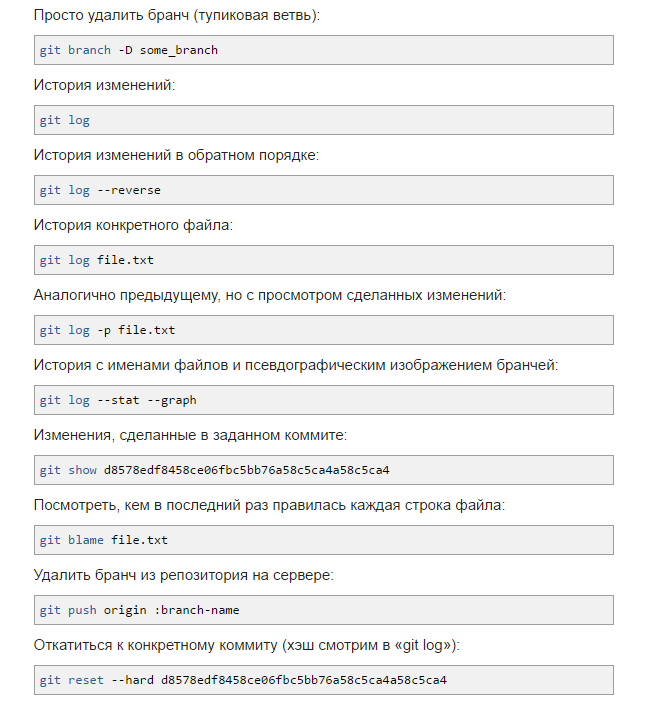 Просто удалить бранч (тупиковая ветвь):
git branch -D some_branch
История изменений:
git log
История изменений в обратном порядке:
git log --reverse
История конкретного файла:
git log file.txt
Аналогично предыдущему, но с просмотром сделанных изменений:
git log -p file.txt
История с именами файлов и псевдографическим изображением бранчей:
git log --stat --graph
Изменения, сделанные в заданном коммите:
git show d8578edf8458ce06fbc5bb76a58c5ca4a58c5ca4
Посмотреть, кем в последний раз правилась каждая строка файла:
git blame file.txt
Удалить бранч из репозитория на сервере:
git push origin :branch-name
Откатиться к конкретному коммиту (хэш смотрим в «git log»):
git reset --hard d8578edf8458ce06fbc5bb76a58c5ca4a58c5ca4